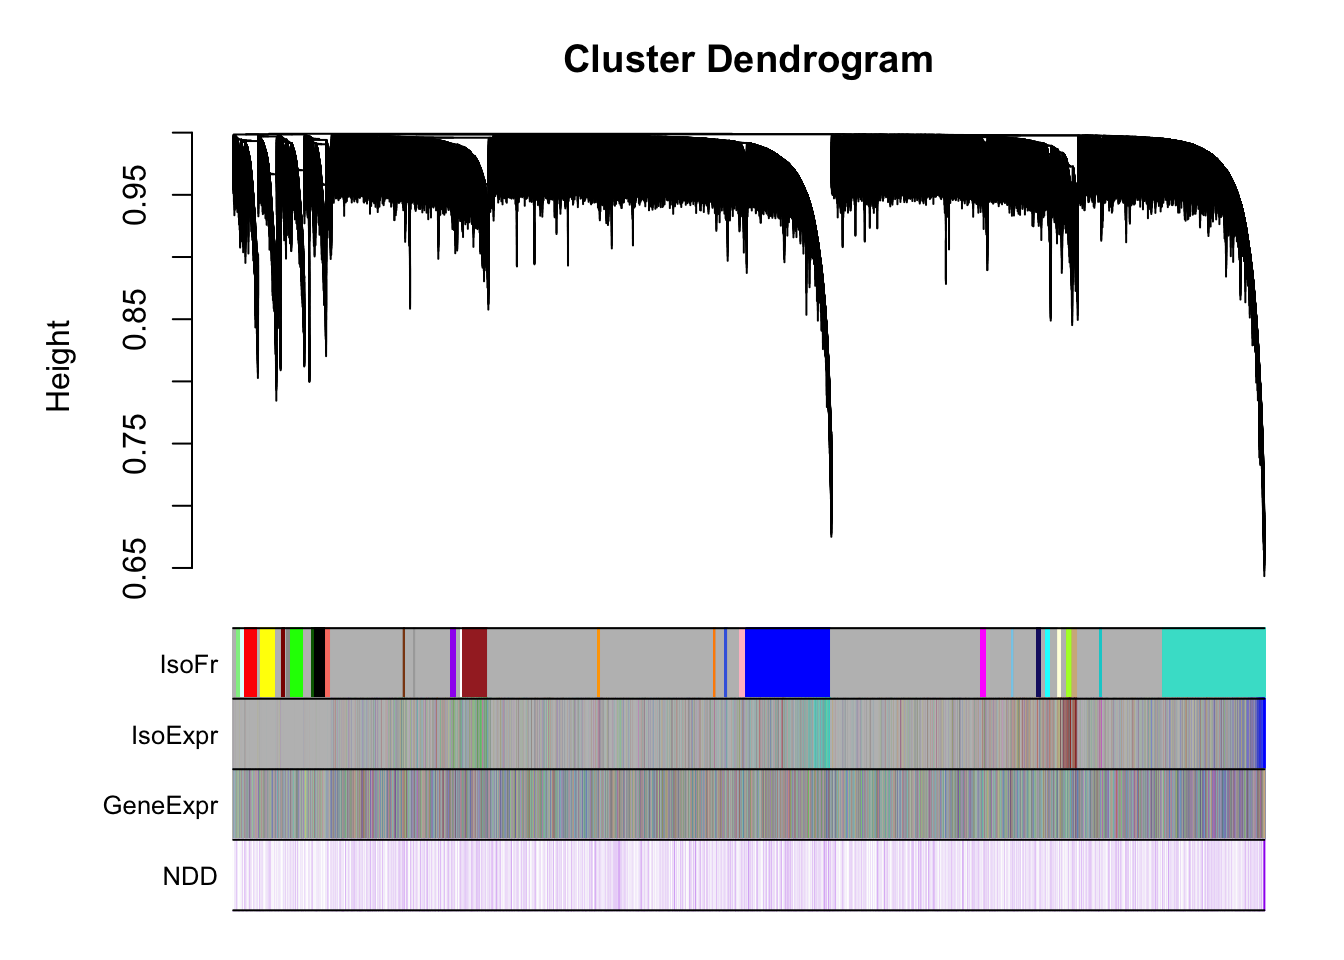 Cluster Dendrogram
Height
0.95
0.85
0.75
0.65
IsoFr
IsoExpr
GeneExpr
NDD